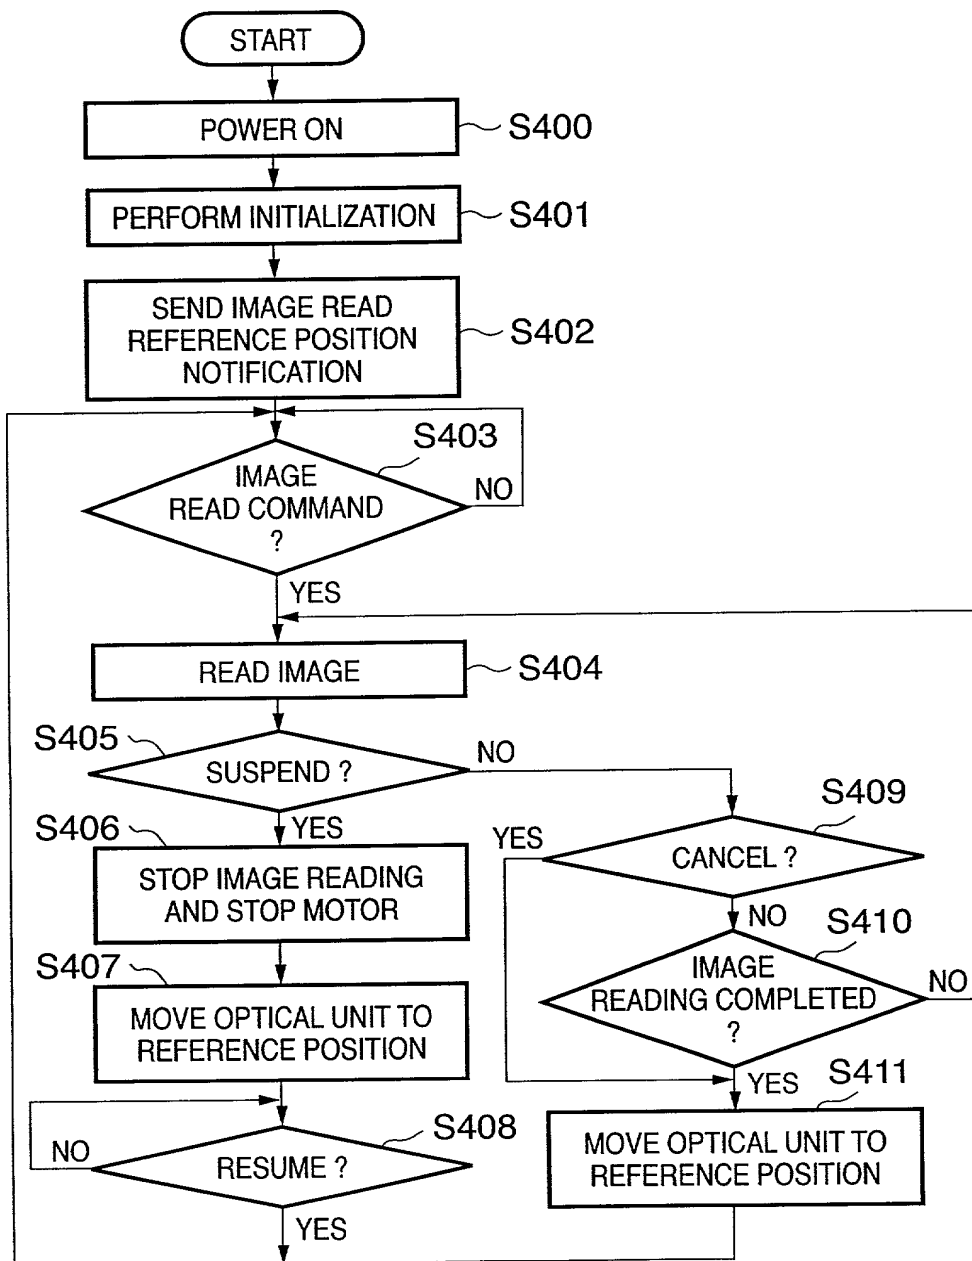 START
POWER ON
S400
PERFORM INITIALIZATION
S401
SEND IMAGE READ
REFERENCE POSITION
NOTIFICATION
S402
S403
IMAGE
READ COMMAND
?
NO
YES
READ IMAGE
S404
S405
SUSPEND ?
NO
YES
S406
STOP IMAGE READING
AND STOP MOTOR
S407
MOVE OPTICAL UNIT TO
REFERENCE POSITION
S408
RESUME ?
NO
YES
S409
CANCEL ?
YES
NO
S410
IMAGE
READING COMPLETED
?
NO
YES
S411
MOVE OPTICAL UNIT TO
REFERENCE POSITION